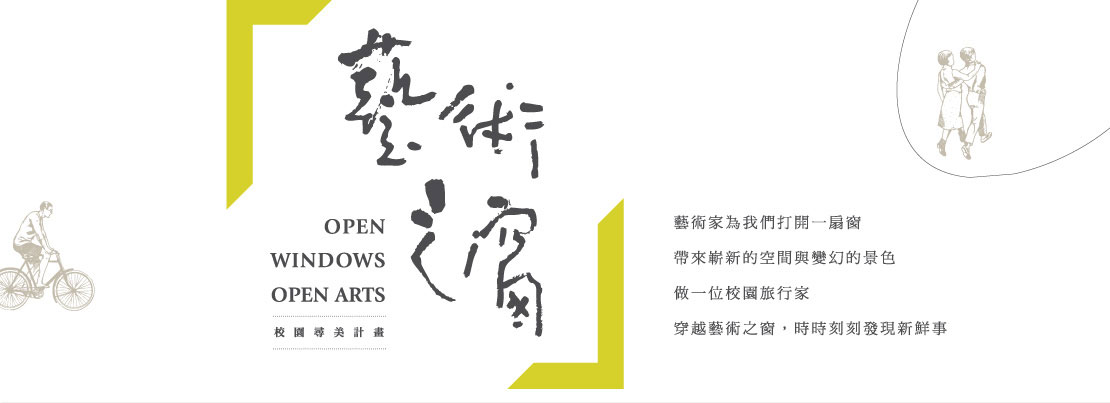 藝術
之窗
OPEN
WINDOWS
OPEN ARTS
校園尋美計畫
藝術家為我們打開一扇窗
帶來嶄新的空間與變幻的景色
做一位校園旅行家
穿越藝術之窗，時時刻刻發現新鮮事